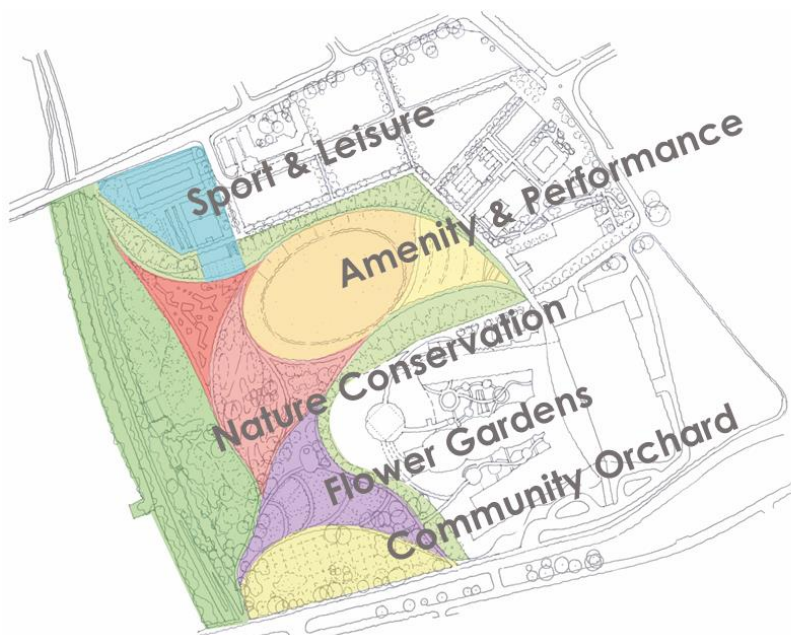 Sport & Leisure
Amenity & Performance
Nature Conservation
Flower Gardens
Community Orchard